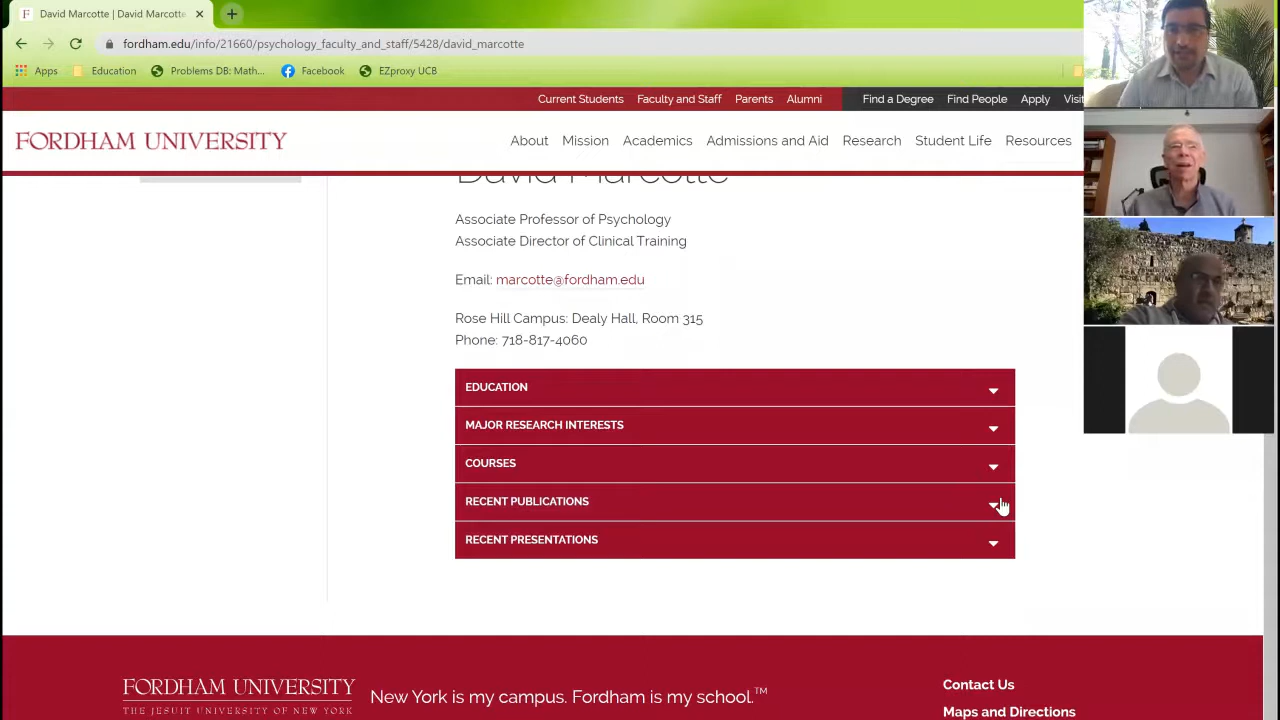 David Marcotte | David Marcotte
fordham.edu/info/21660/psychology_faculty_and_staff/5428/david_marcotte
Apps Education Problems DB: Math... Facebook EZproxy UCB
Current Students Faculty and Staff Parents Alumni Find a Degree Find People Apply Visit
FORDHAM UNIVERSITY
About Mission Academics Admissions and Aid Research Student Life Resources
David Marcotte
Associate Professor of Psychology
Associate Director of Clinical Training
Email: marcotte@fordham.edu
Rose Hill Campus: Dealy Hall, Room 315
Phone: 718-817-4060
EDUCATION
MAJOR RESEARCH INTERESTS
COURSES
RECENT PUBLICATIONS
RECENT PRESENTATIONS
FORDHAM UNIVERSITY
THE JESUIT UNIVERSITY OF NEW YORK
New York is my campus. Fordham is my school.™
Contact Us
Maps and Directions